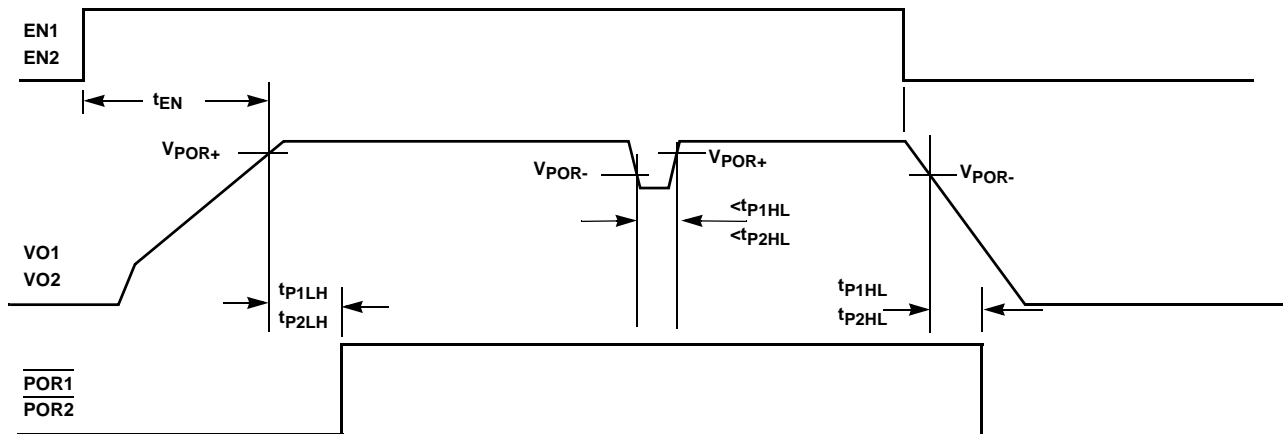 EN1
EN2
tEN
VPOR+
VPOR-
VPOR+
VPOR-
<tP1HL
<tP2HL
VO1
VO2
tP1LH
tP2LH
tP1HL
tP2HL
POR1
POR2